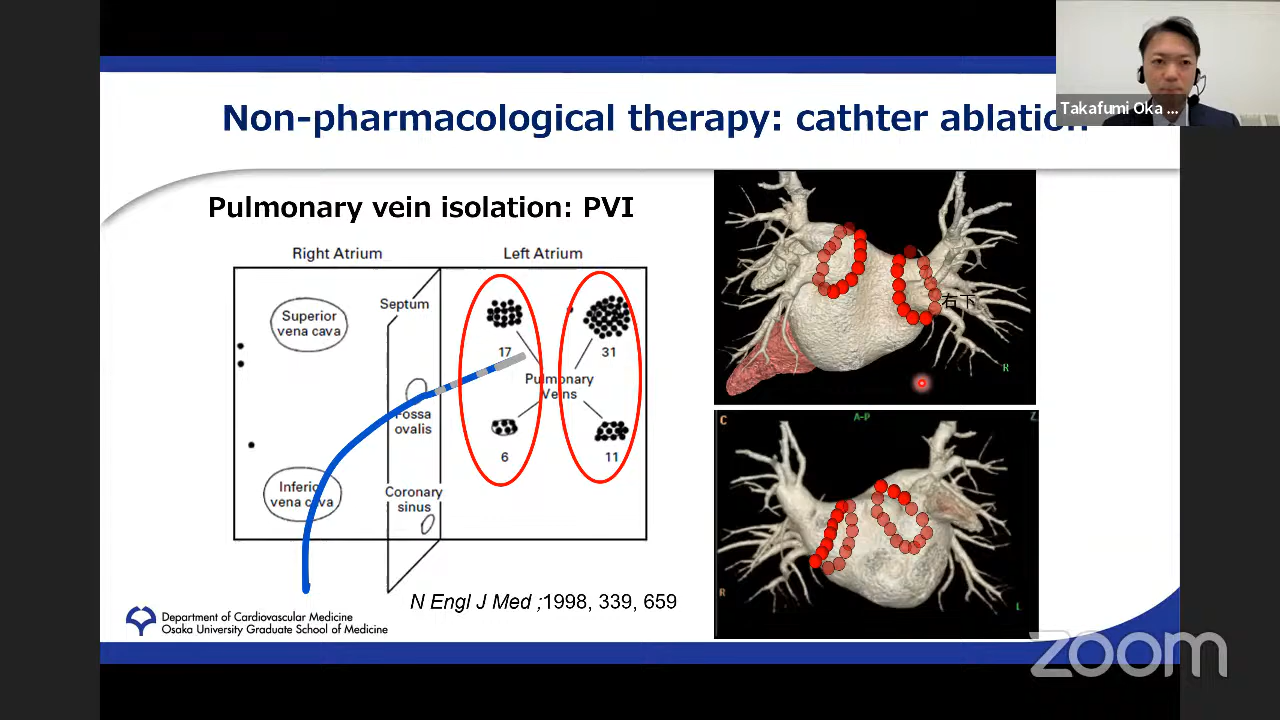 Takafumi Oka ...
Non-pharmacological therapy: cathter ablation
Pulmonary vein isolation: PVI
Right Atrium
Left Atrium
Septum
Superior
vena cava
17
31
Pulmonary
Veins
Fossa
ovalis
6
11
Inferior
vena cava
Coronary
sinus
N Engl J Med ;1998, 339, 659
Department of Cardiovascular Medicine
Osaka University Graduate School of Medicine
右下
R
C
A-P
Z
R
L
zoom